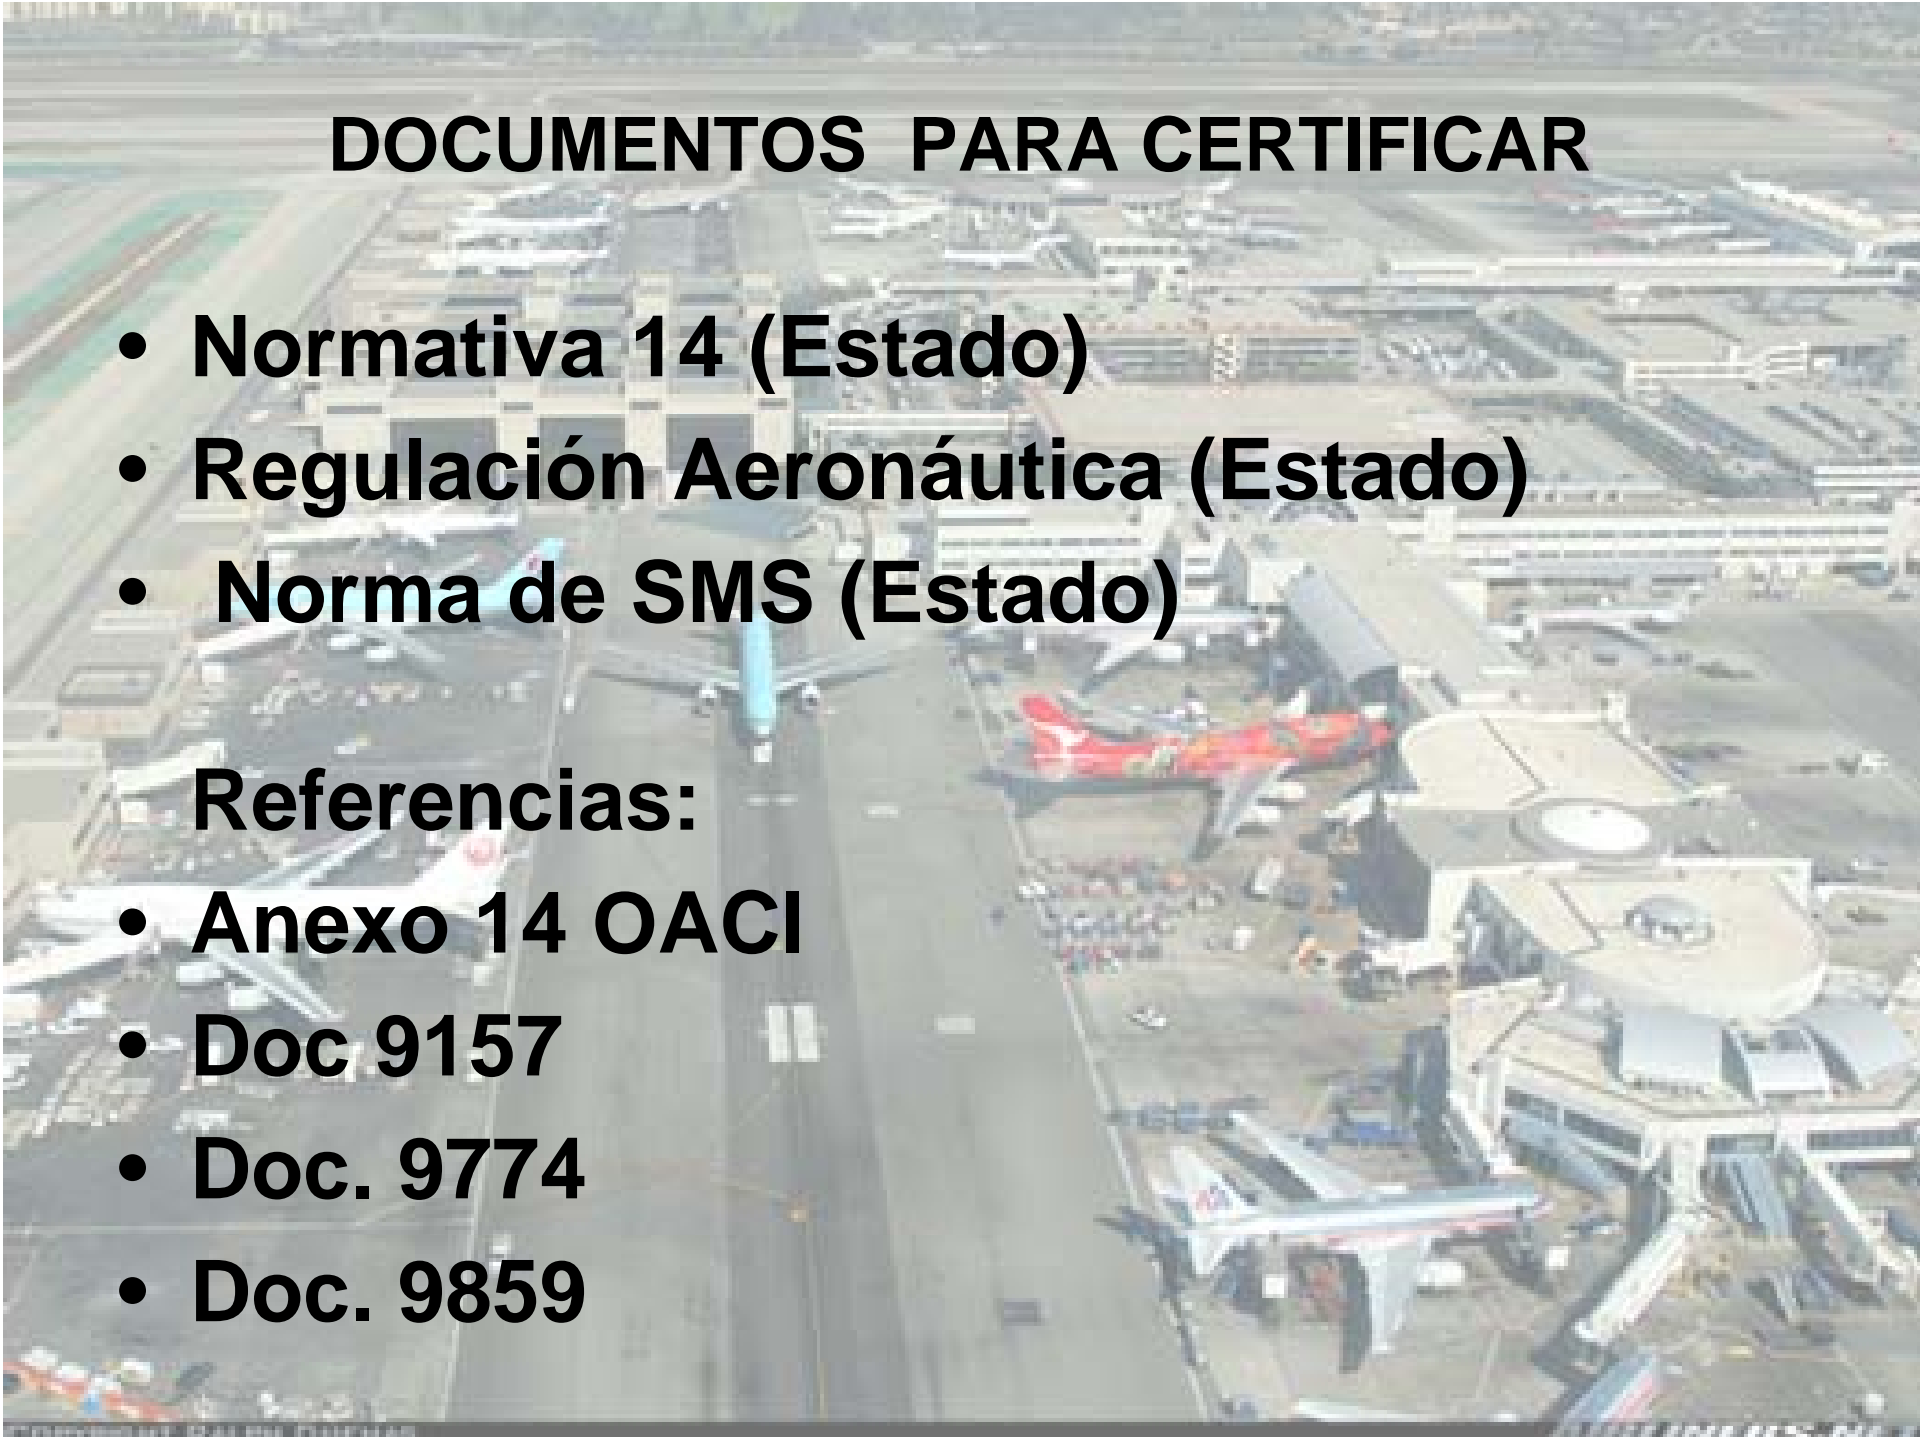 DOCUMENTOS PARA CERTIFICAR
• Normativa 14 (Estado)
• Regulación Aeronáutica (Estado)
• Norma de SMS (Estado)
Referencias:
• Anexo 14 OACI
• Doc 9157
• Doc. 9774
• Doc. 9859